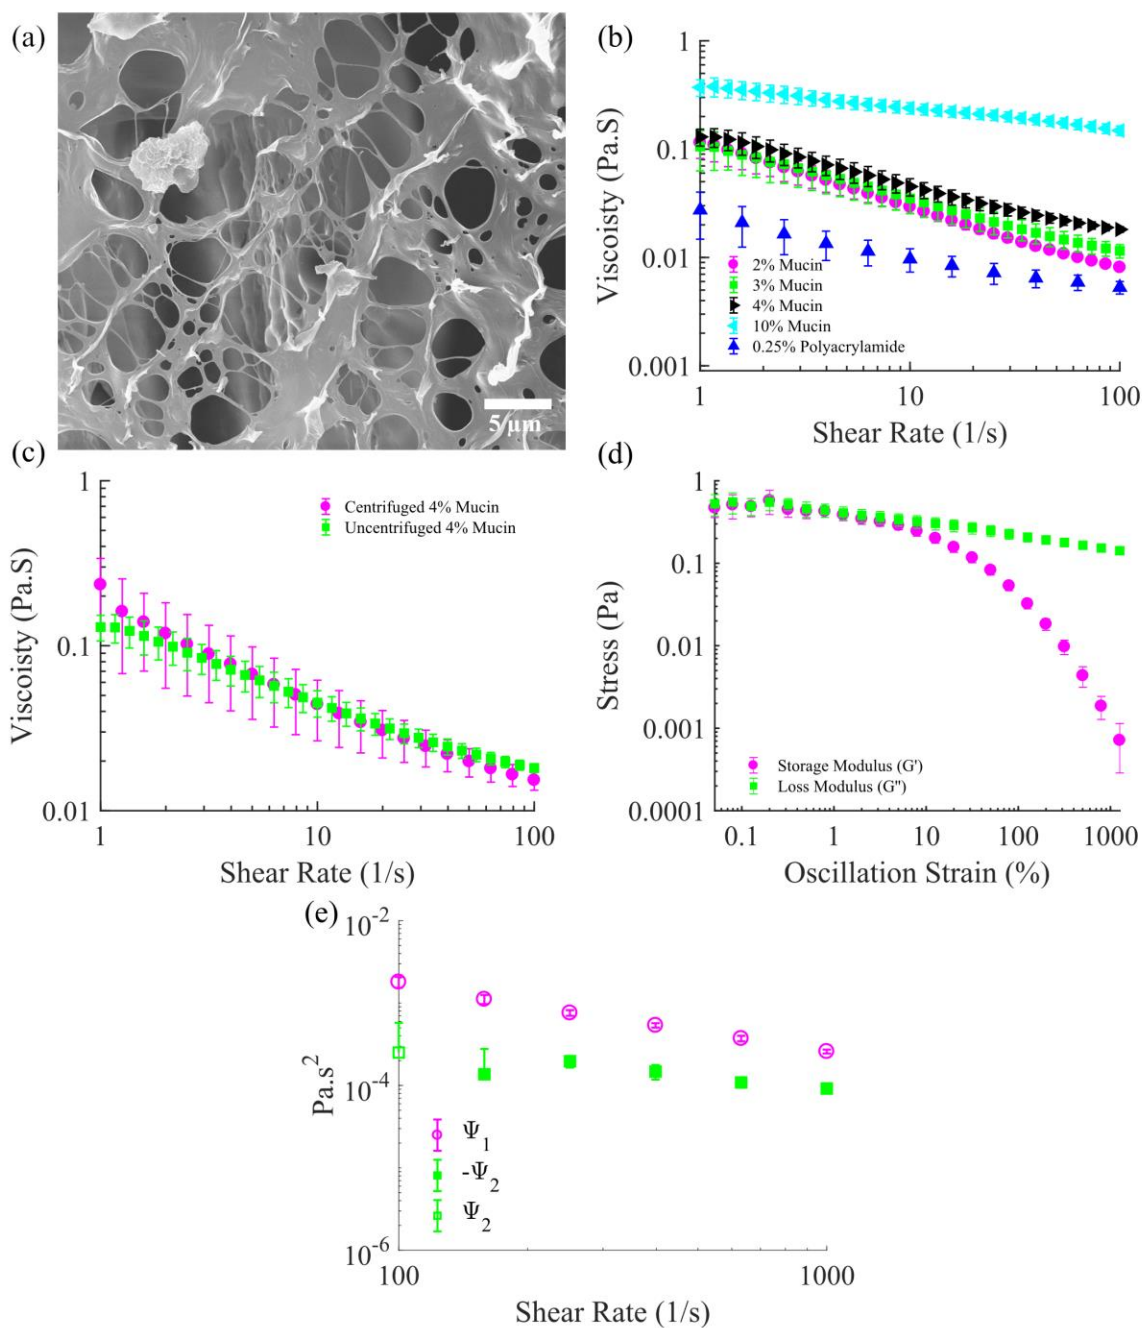 (a)
5 μm
(b)
1
0.1
0.01
0.001
Viscoisty (Pa.S)
2% Mucin
3% Mucin
4% Mucin
10% Mucin
0.25% Polyacrylamide
1 10 100
Shear Rate (1/s)
(c)
1
0.1
0.01
Viscoisty (Pa.S)
Centrifuged 4% Mucin
Uncentrifuged 4% Mucin
1 10 100
Shear Rate (1/s)
(d)
1
0.1
0.01
0.001
0.0001
Stress (Pa)
Storage Modulus (G')
Loss Modulus (G'')
0.1 1 10 100 1000
Oscillation Strain (%)
(e)
10⁻²
10⁻⁴
10⁻⁶
Pa.s²
Ψ₁
-Ψ₂
Ψ₂
100 1000
Shear Rate (1/s)